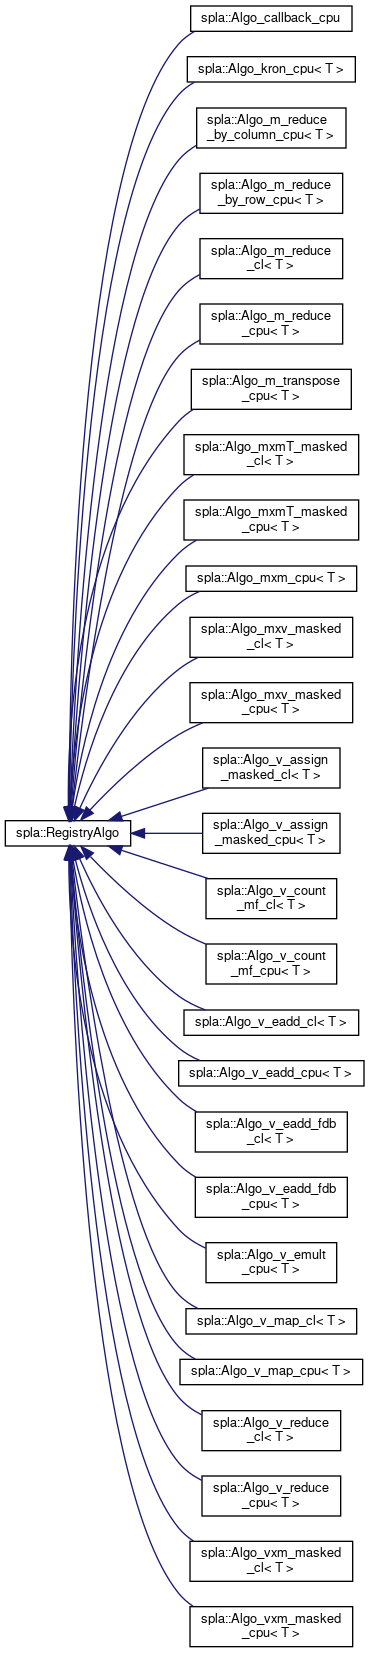 spla::Algo_callback_cpu
spla::Algo_kron_cpu< T >
spla::Algo_m_reduce
_by_column_cpu< T >
spla::Algo_m_reduce
_by_row_cpu< T >
spla::Algo_m_reduce
_cl< T >
spla::Algo_m_reduce
_cpu< T >
spla::Algo_m_transpose
_cpu< T >
spla::Algo_mxmT_masked
_cl< T >
spla::Algo_mxmT_masked
_cpu< T >
spla::Algo_mxm_cpu< T >
spla::Algo_mxv_masked
_cl< T >
spla::Algo_mxv_masked
_cpu< T >
spla::Algo_v_assign
_masked_cl< T >
spla::RegistryAlgo
spla::Algo_v_assign
_masked_cpu< T >
spla::Algo_v_count
_mf_cl< T >
spla::Algo_v_count
_mf_cpu< T >
spla::Algo_v_eadd_cl< T >
spla::Algo_v_eadd_cpu< T >
spla::Algo_v_eadd_fdb
_cl< T >
spla::Algo_v_eadd_fdb
_cpu< T >
spla::Algo_v_emult
_cpu< T >
spla::Algo_v_map_cl< T >
spla::Algo_v_map_cpu< T >
spla::Algo_v_reduce
_cl< T >
spla::Algo_v_reduce
_cpu< T >
spla::Algo_vxm_masked
_cl< T >
spla::Algo_vxm_masked
_cpu< T >